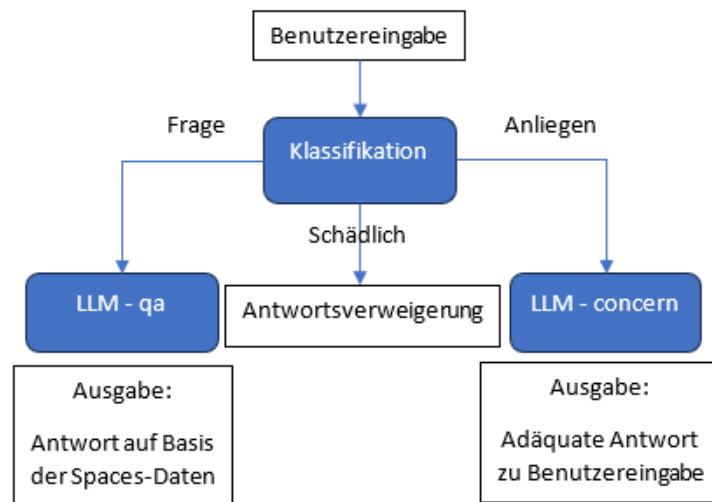 Benutzereingabe
Frage
Klassifikation
Anliegen
Schädlich
LLM - qa
Antwortsverweigerung
LLM - concern
Ausgabe:
Antwort auf Basis
der Spaces-Daten
Ausgabe:
Adäquate Antwort
zu Benutzereingabe